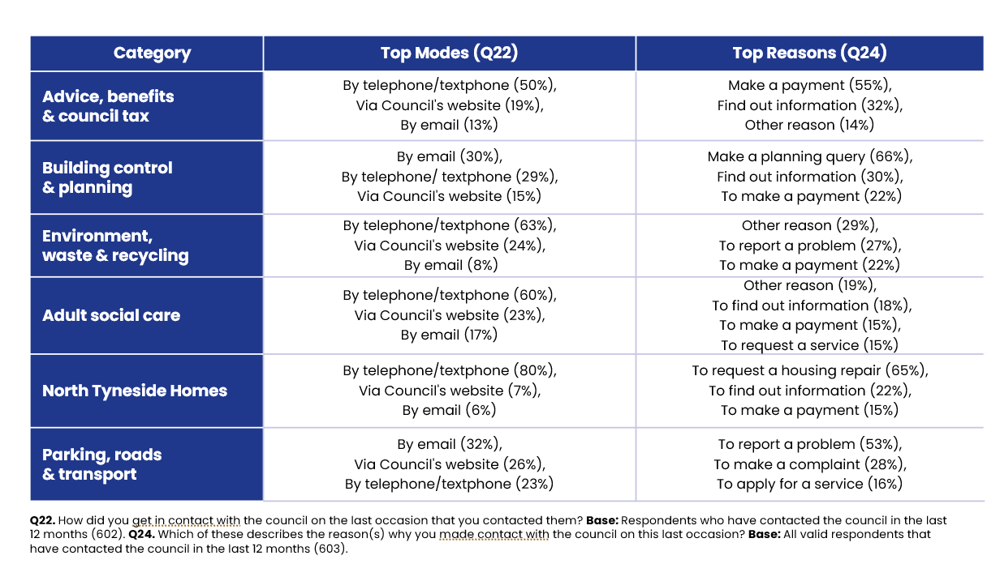 Category
Top Modes (Q22)
Top Reasons (Q24)
Advice, benefits
& council tax
By telephone/textphone (50%),
Via Council's website (19%),
By email (13%)
Make a payment (55%),
Find out information (32%),
Other reason (14%)
Building control
& planning
By email (30%),
By telephone/ textphone (29%),
Via Council's website (15%)
Make a planning query (66%),
Find out information (30%),
To make a payment (22%)
Environment,
waste & recycling
By telephone/textphone (63%),
Via Council's website (24%),
By email (8%)
Other reason (29%),
To report a problem (27%),
To make a payment (22%)
Adult social care
By telephone/textphone (60%),
Via Council's website (23%),
By email (17%)
Other reason (19%),
To find out information (18%),
To make a payment (15%),
To request a service (15%)
North Tyneside Homes
By telephone/textphone (80%),
Via Council's website (7%),
By email (6%)
To request a housing repair (65%),
To find out information (22%),
To make a payment (15%)
Parking, roads
& transport
By email (32%),
Via Council's website (26%),
By telephone/textphone (23%)
To report a problem (53%),
To make a complaint (28%),
To apply for a service (16%)
Q22. How did you get in contact with the council on the last occasion that you contacted them? Base: Respondents who have contacted the council in the last
12 months (602). Q24. Which of these describes the reason(s) why you made contact with the council on this last occasion? Base: All valid respondents that
have contacted the council in the last 12 months (603).